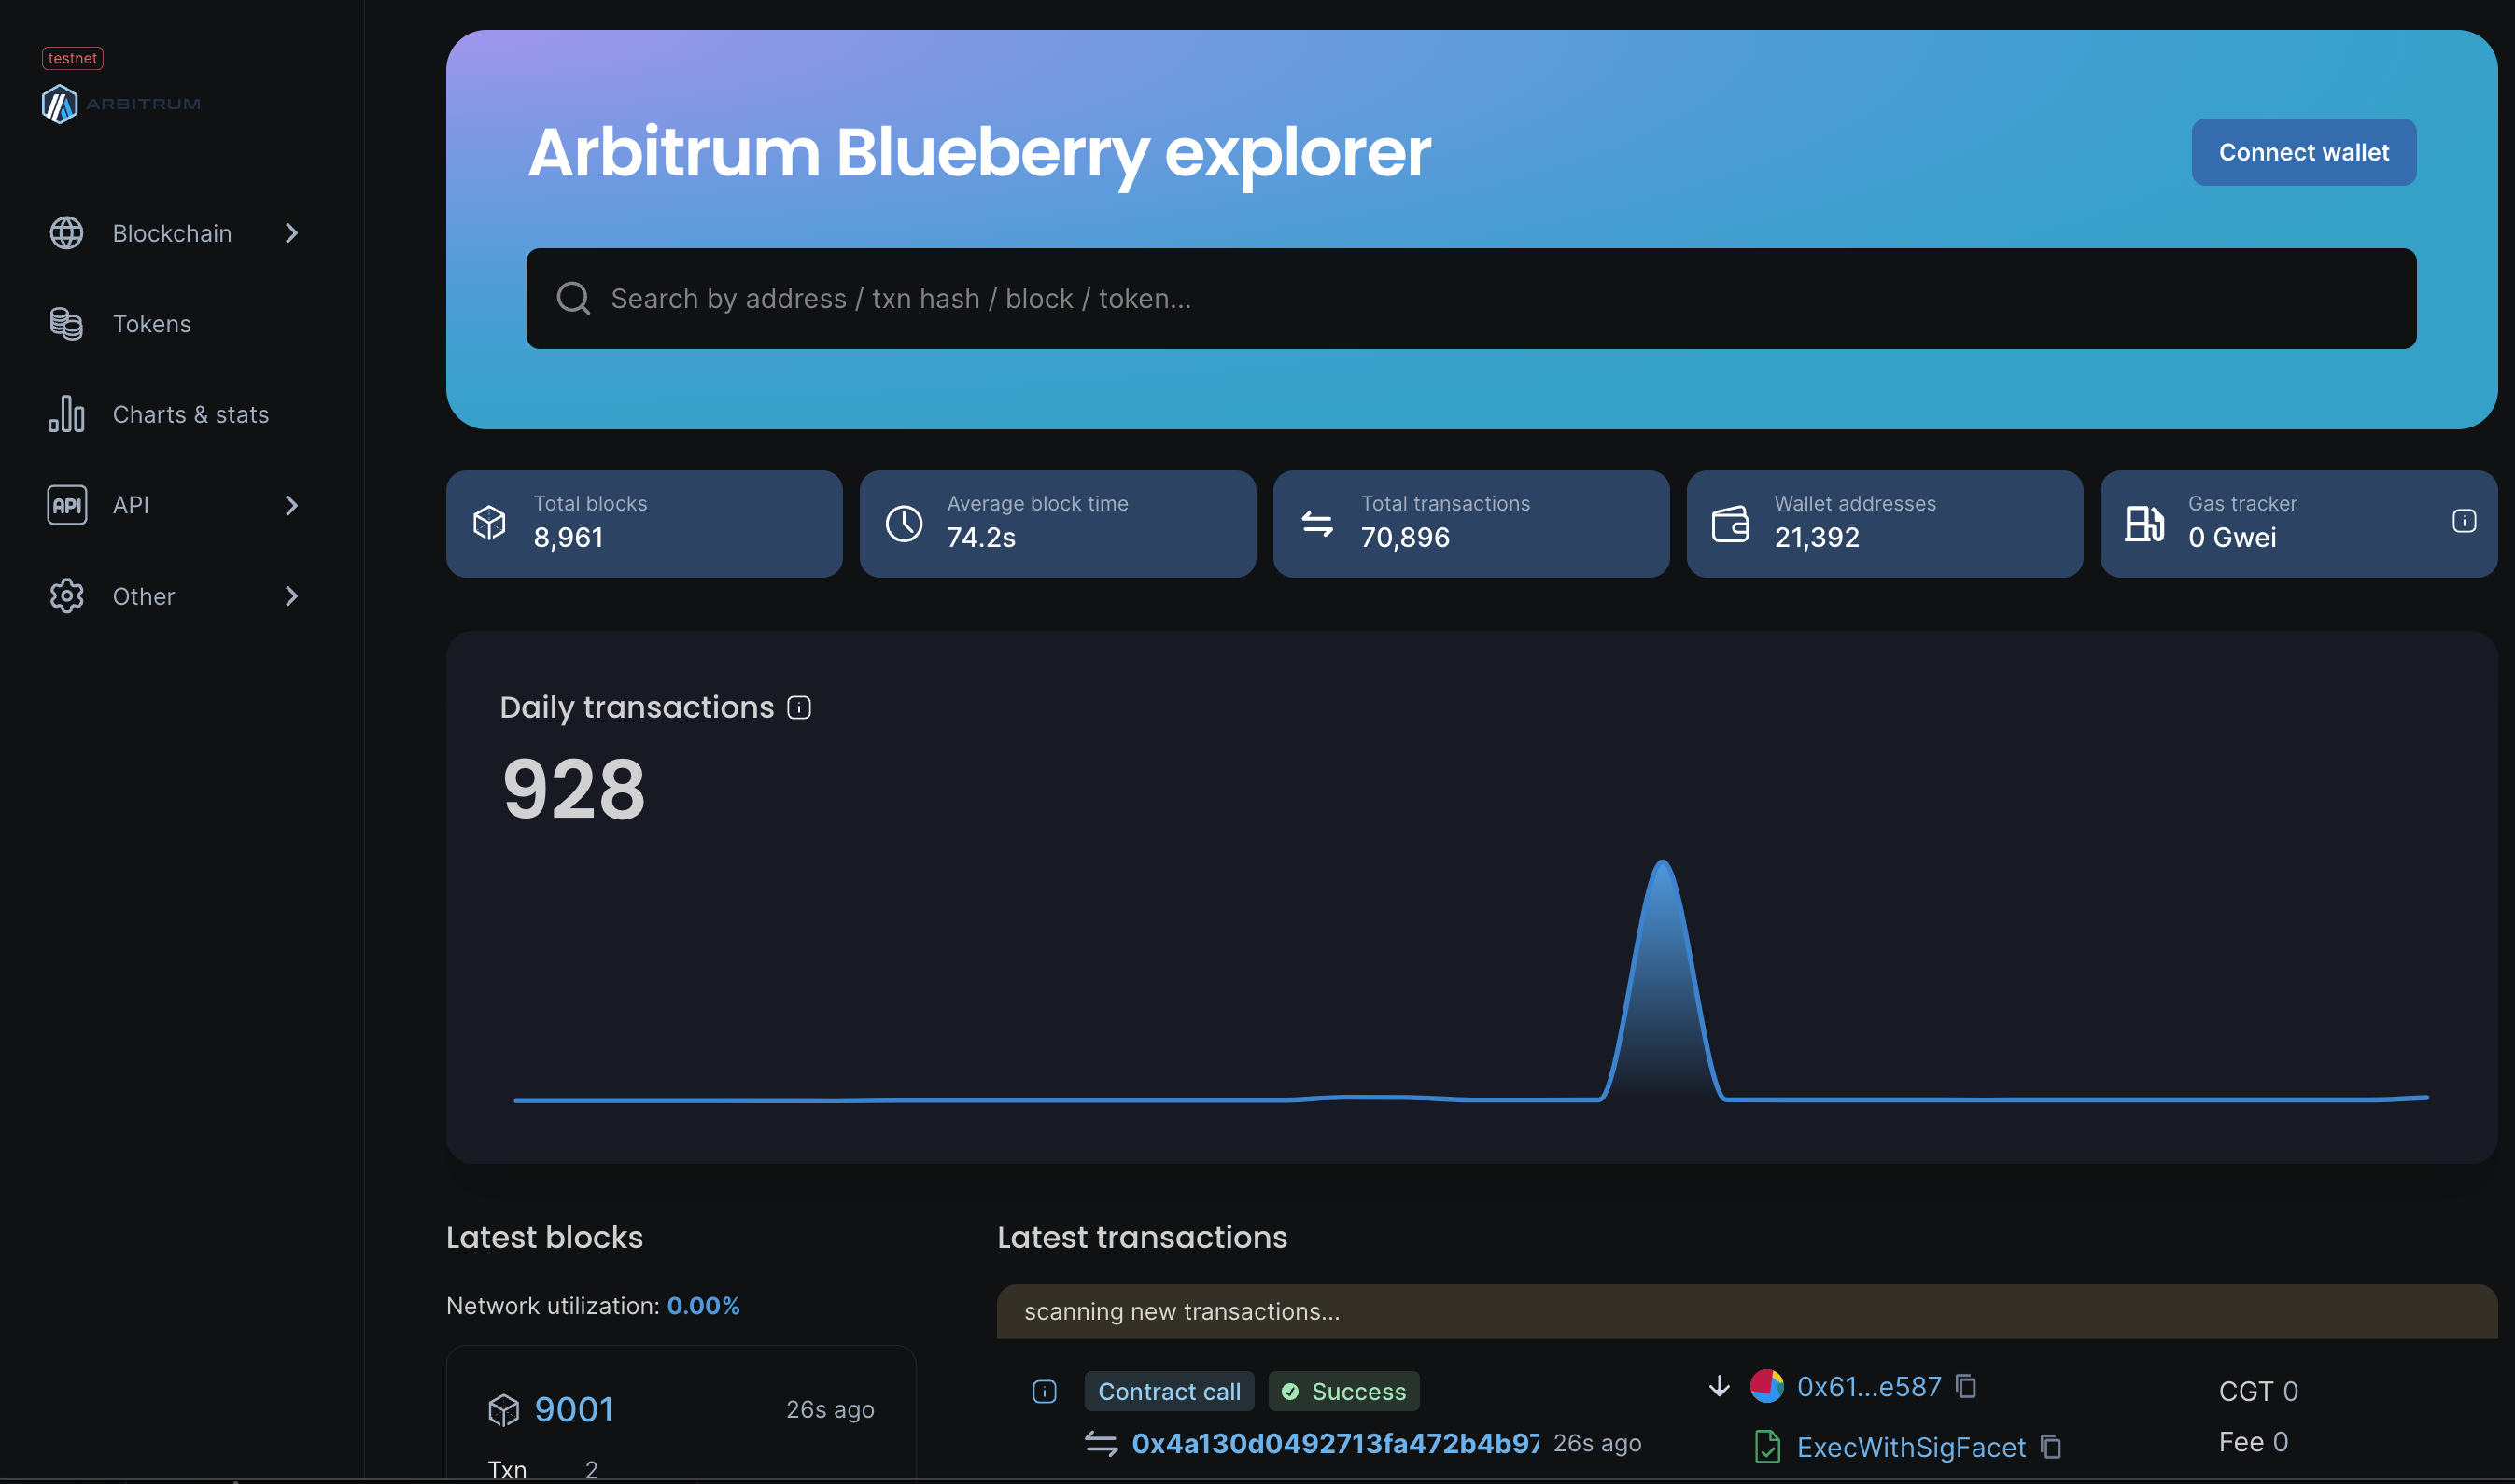 testnet
ARBITRUM
Blockchain
Tokens
Charts & stats
API
API
Other
Arbitrum Blueberry explorer
Connect wallet
Search by address / txn hash / block / token...
Total blocks
8,961
Average block time
74.2s
Total transactions
70,896
Wallet addresses
21,392
Gas tracker
0 Gwei
Daily transactions
928
Latest blocks
Network utilization: 0.00%
9001 26s ago
Txn 2
Latest transactions
scanning new transactions...
Contract call Success
0x4a130d0492713fa472b4b97 26s ago
0x61...e587
ExecWithSigFacet
CGT 0
Fee 0